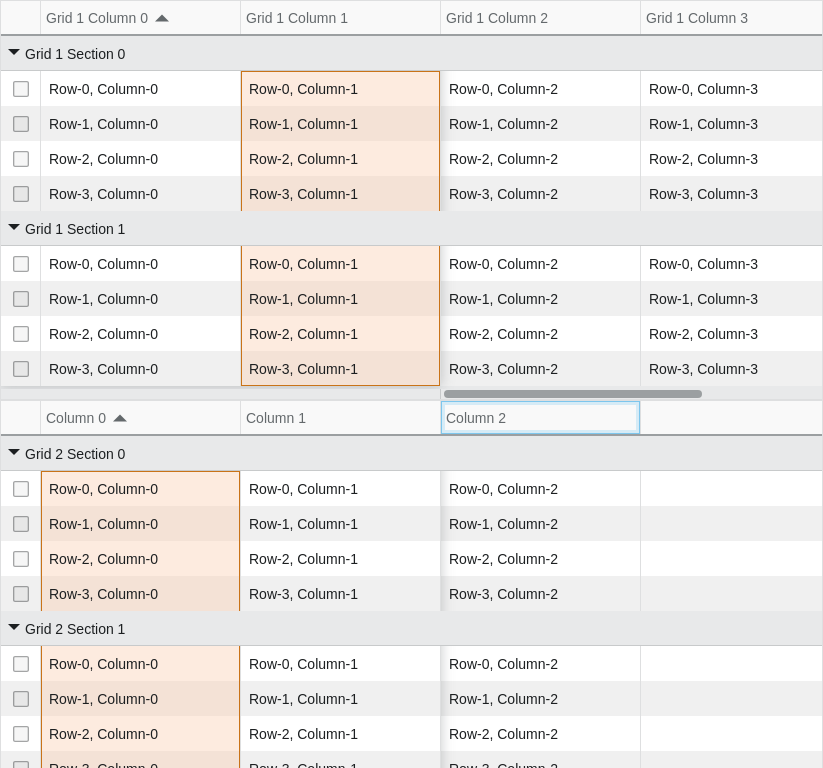 Grid 1 Column 0 Grid 1 Column 1 Grid 1 Column 2 Grid 1 Column 3
Grid 1 Section 0
Row-0, Column-0 Row-0, Column-1 Row-0, Column-2 Row-0, Column-3
Row-1, Column-0 Row-1, Column-1 Row-1, Column-2 Row-1, Column-3
Row-2, Column-0 Row-2, Column-1 Row-2, Column-2 Row-2, Column-3
Row-3, Column-0 Row-3, Column-1 Row-3, Column-2 Row-3, Column-3
Grid 1 Section 1
Row-0, Column-0 Row-0, Column-1 Row-0, Column-2 Row-0, Column-3
Row-1, Column-0 Row-1, Column-1 Row-1, Column-2 Row-1, Column-3
Row-2, Column-0 Row-2, Column-1 Row-2, Column-2 Row-2, Column-3
Row-3, Column-0 Row-3, Column-1 Row-3, Column-2 Row-3, Column-3
Column 0 Column 1 Column 2
Grid 2 Section 0
Row-0, Column-0 Row-0, Column-1 Row-0, Column-2
Row-1, Column-0 Row-1, Column-1 Row-1, Column-2
Row-2, Column-0 Row-2, Column-1 Row-2, Column-2
Row-3, Column-0 Row-3, Column-1 Row-3, Column-2
Grid 2 Section 1
Row-0, Column-0 Row-0, Column-1 Row-0, Column-2
Row-1, Column-0 Row-1, Column-1 Row-1, Column-2
Row-2, Column-0 Row-2, Column-1 Row-2, Column-2
Row-3, Column-0 Row-3, Column-1 Row-3, Column-2